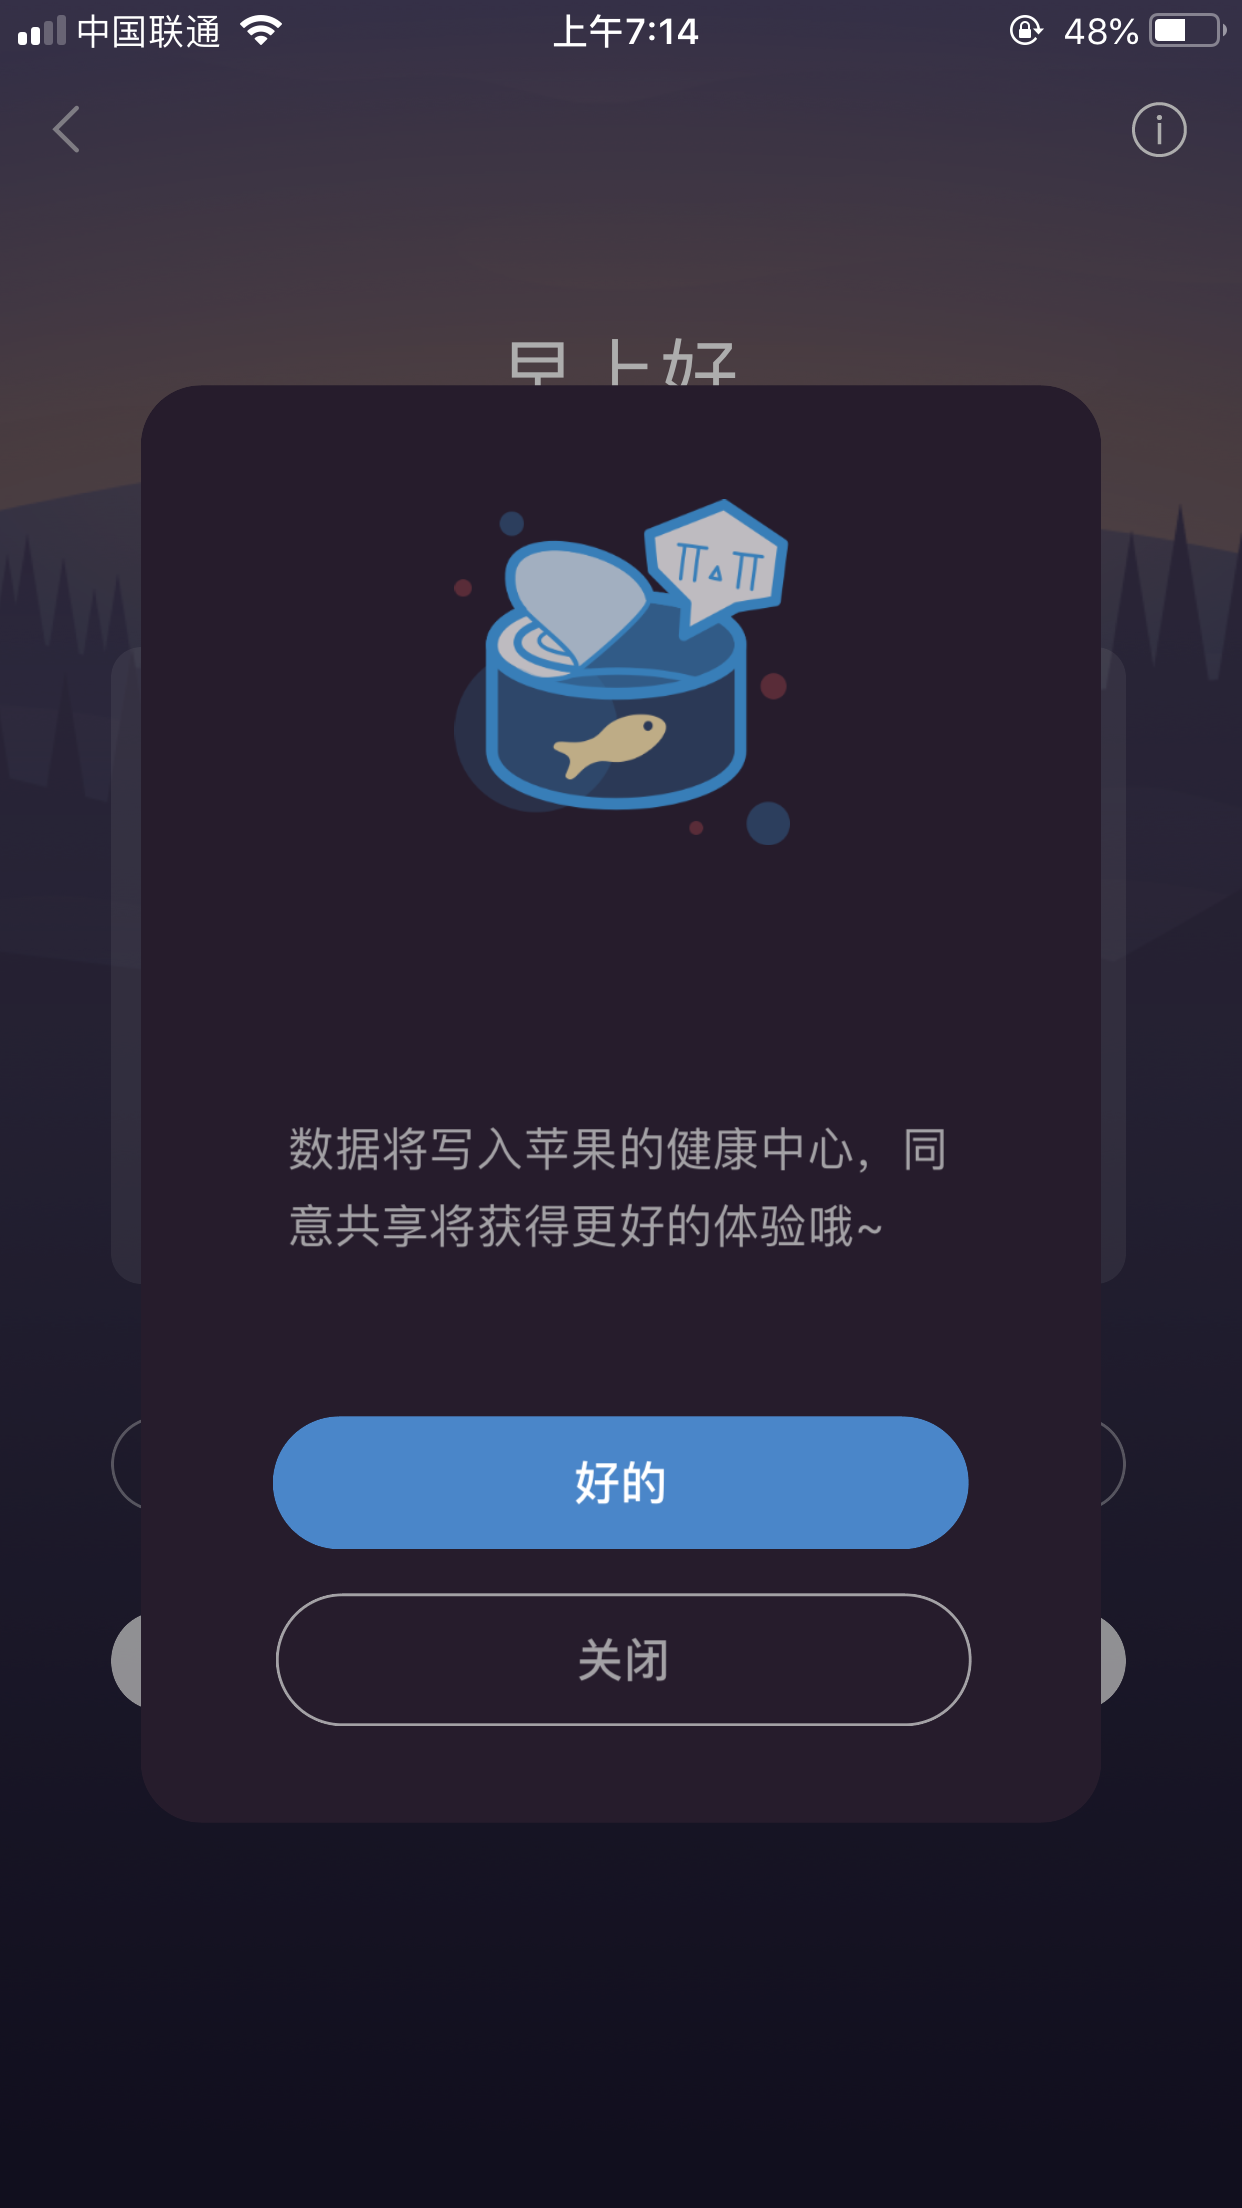 中国联通
上午7:14
48%
早上好
数据将写入苹果的健康中心，同
意共享将获得更好的体验哦~
好的
关闭